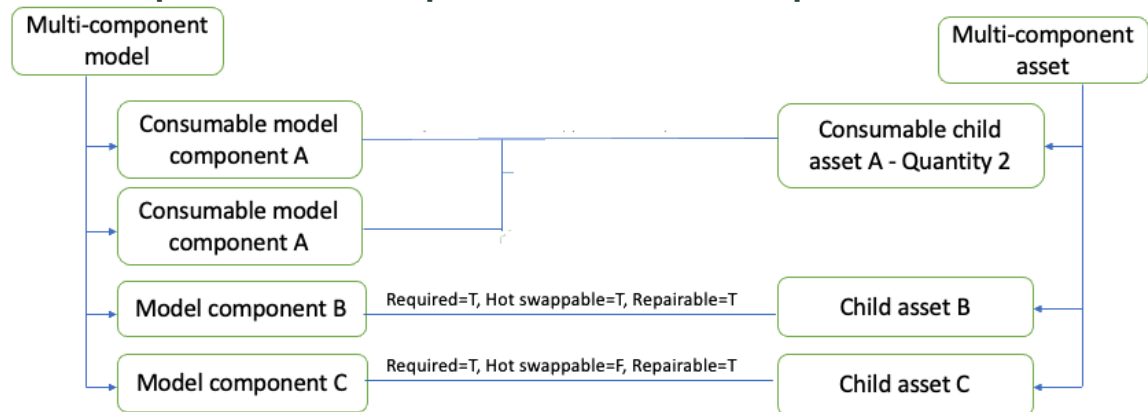 Multi-component
model
Multi-component
asset
Consumable model
component A
Consumable child
asset A - Quantity 2
Consumable model
component A
Model component B
Required=T, Hot swappable=T, Repairable=T
Child asset B
Model component C
Required=T, Hot swappable=F, Repairable=T
Child asset C